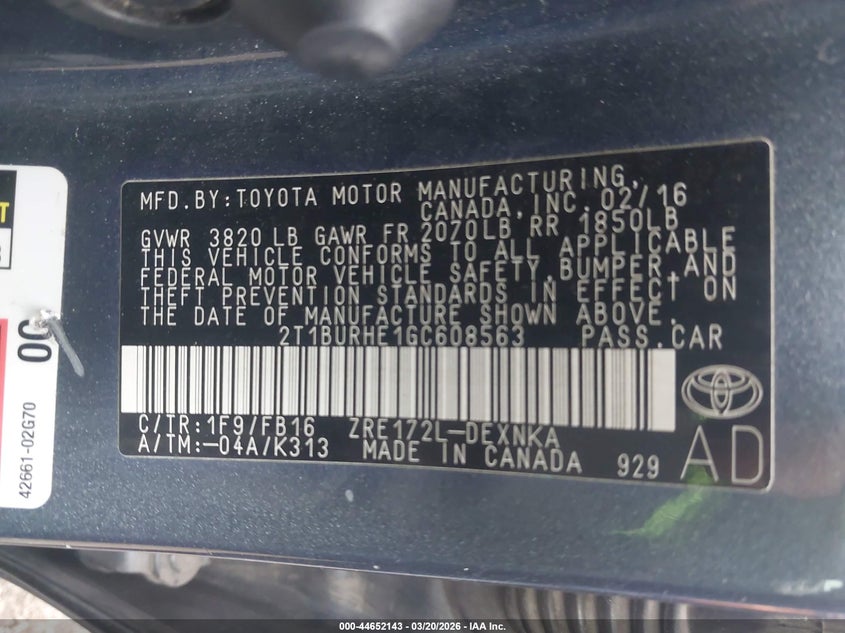 MFD.BY:TOYOTA MOTOR MANUFACTURING,
CANADA, INC. 02/16
GVWR 3820 LB GAWR FR 2070LB RR 1850LB
THIS VEHICLE CONFORMS TO ALL APPLICABLE
FEDERAL MOTOR VEHICLE SAFETY,BUMPER,AND
THEFT PREVENTION STANDARDS IN EFFECT ON
THE DATE OF MANUFACTURE SHOWN ABOVE.
2T1BURHE1GC608563 PASS.CAR
C/TR:1F9/FB16 ZRE172L-DEXNKA
A/TM:-04A/K313 MADE IN CANADA 929
AD
42661-02G70
000-44652143 - 03/20/2026 - IAA Inc.